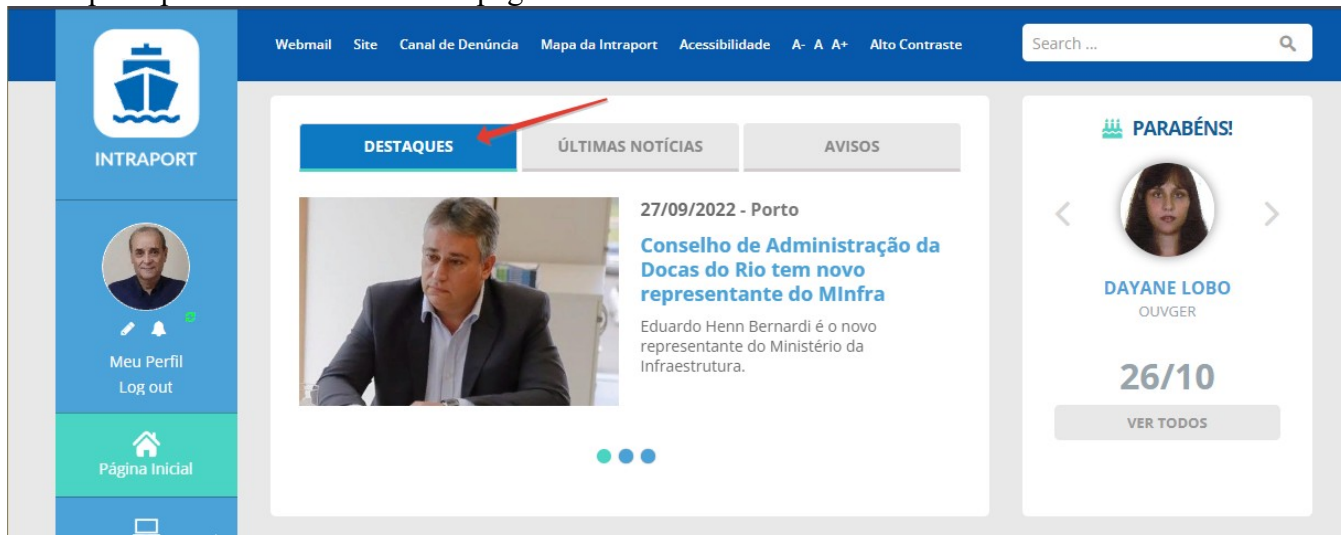 Webmail Site Canal de Denúncia Mapa da Intraport Acessibilidade A- A A+ Alto Contraste
Search ...
INTRAPORT
Meu Perfil
Log out
Página Inicial
DESTAQUES
ÚLTIMAS NOTÍCIAS
AVISOS
27/09/2022 - Porto
Conselho de Administração da
Docas do Rio tem novo
representante do MInfra
Eduardo Henn Bernardi é o novo
representante do Ministério da
Infraestrutura.
PARABÉNS!
DAYANE LOBO
OUVGER
26/10
VER TODOS